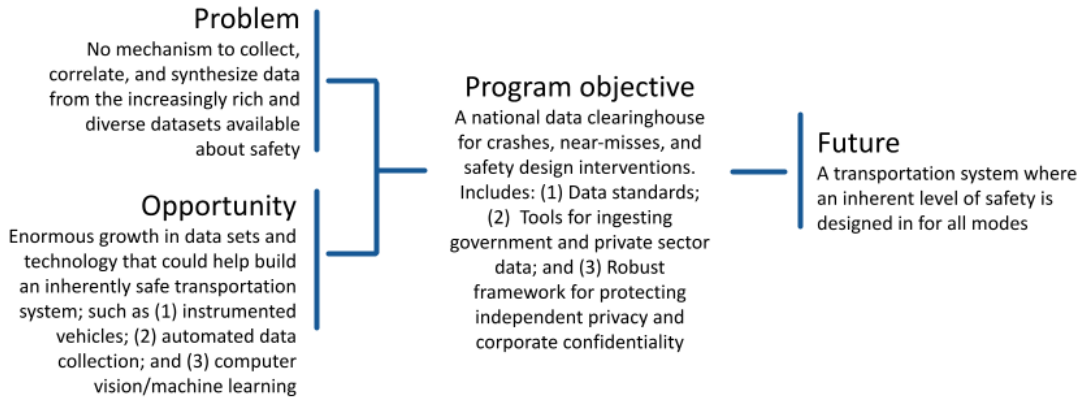 Problem
No mechanism to collect,
correlate, and synthesize data
from the increasingly rich and
diverse datasets available
about safety
Opportunity
Enormous growth in data sets and
technology that could help build
an inherently safe transportation
system; such as (1) instrumented
vehicles; (2) automated data
collection; and (3) computer
vision/machine learning
Program objective
A national data clearinghouse
for crashes, near-misses, and
safety design interventions.
Includes: (1) Data standards;
(2) Tools for ingesting
government and private sector
data; and (3) Robust
framework for protecting
independent privacy and
corporate confidentiality
Future
A transportation system where
an inherent level of safety is
designed in for all modes